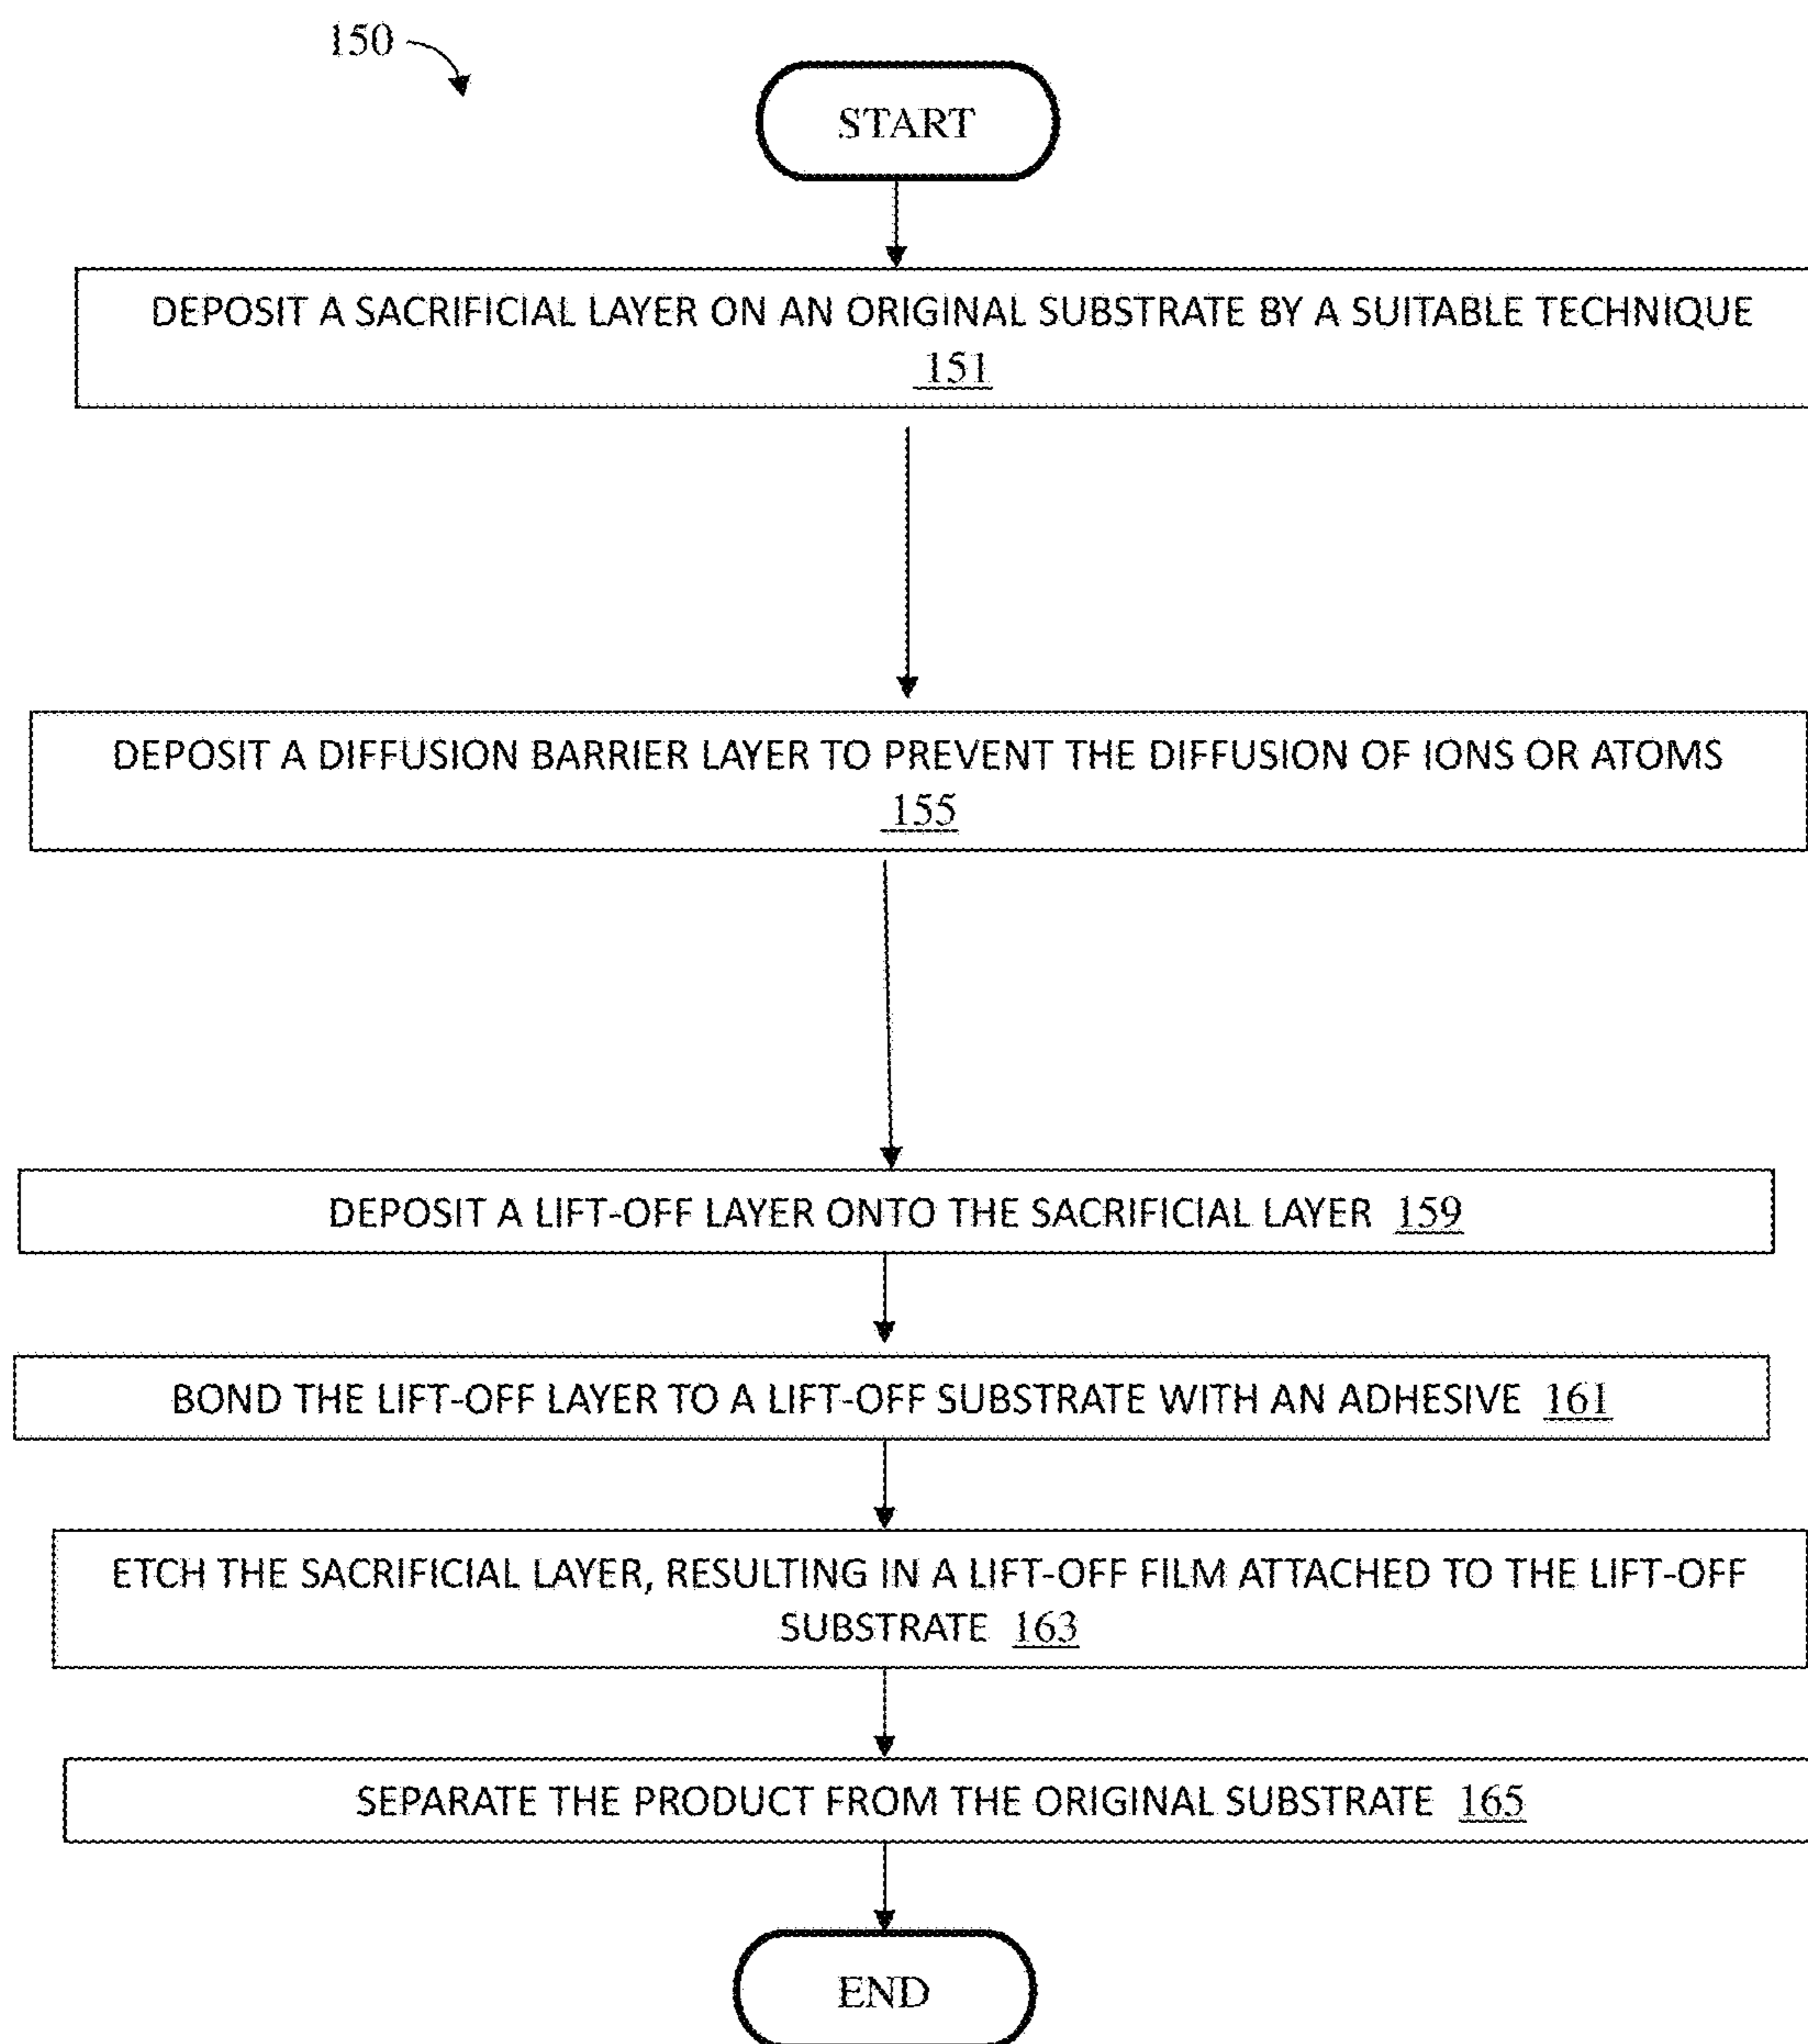 150
START
DEPOSIT A SACRIFICIAL LAYER ON AN ORIGINAL SUBSTRATE BY A SUITABLE TECHNIQUE
151
DEPOSIT A DIFFUSION BARRIER LAYER TO PREVENT THE DIFFUSION OF IONS OR ATOMS
155
DEPOSIT A LIFT-OFF LAYER ONTO THE SACRIFICIAL LAYER 159
BOND THE LIFT-OFF LAYER TO A LIFT-OFF SUBSTRATE WITH AN ADHESIVE 161
ETCH THE SACRIFICIAL LAYER, RESULTING IN A LIFT-OFF FILM ATTACHED TO THE LIFT-OFF
SUBSTRATE 163
SEPARATE THE PRODUCT FROM THE ORIGINAL SUBSTRATE 165
END